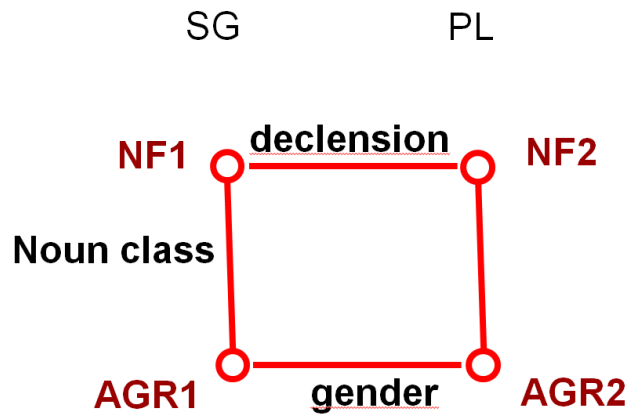 SG PL
declension
NF1 NF2
Noun class
AGR1 AGR2
gender